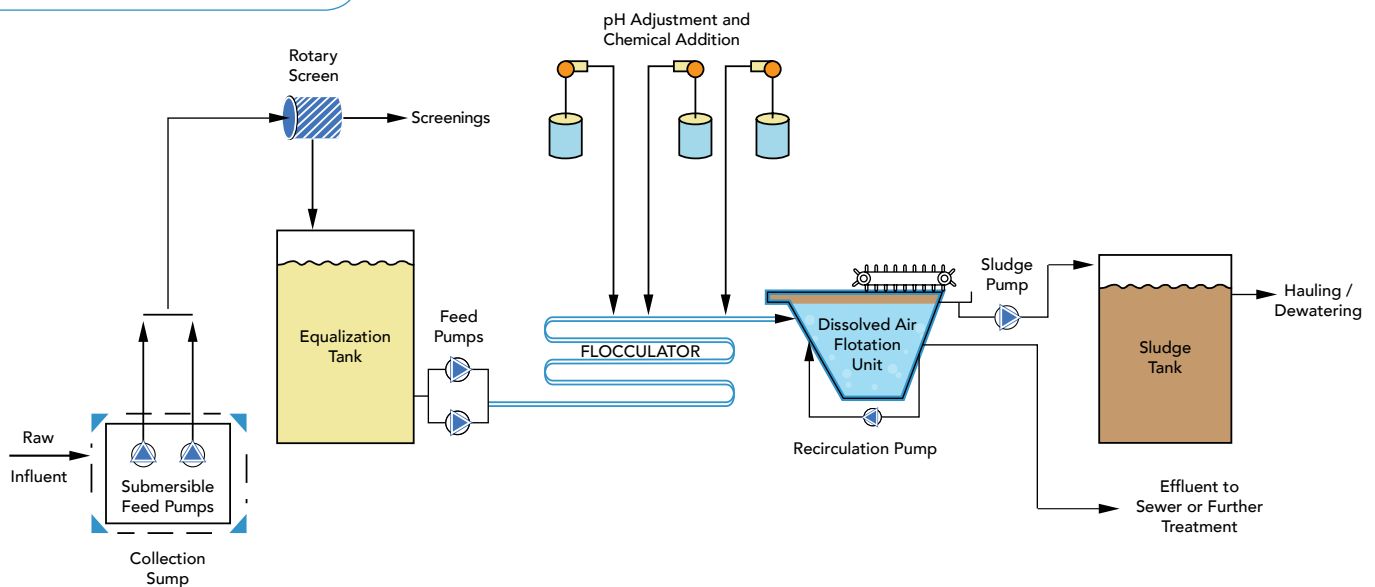 pH Adjustment and
Chemical Addition
Rotary
Screen
Screenings
Equalization
Tank
Feed
Pumps
FLOCCULATOR
Dissolved Air
Flotation
Unit
Recirculation Pump
Sludge
Pump
Sludge
Tank
Hauling /
Dewatering
Raw
Influent
Submersible
Feed Pumps
Collection
Sump
Effluent to
Sewer or Further
Treatment